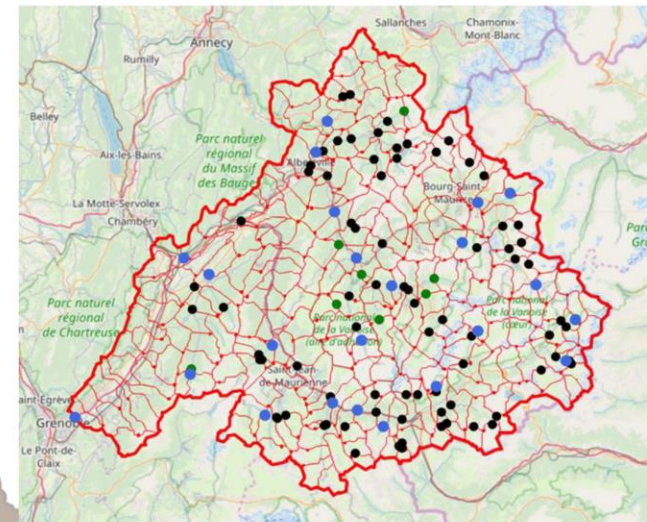 Sallanches
Chamonix-
Mont-Blanc
Annecy
Rumilly
Belley
Parc naturel
régional
du Massif
des Bauges
Aix-les-Bains
Albertville
Bourg-Saint-
Maurice
La Motte-Servolex
Chambéry
Parc naturel
régional
de Chartreuse
Parc national
de la Vanoise
(cœur)
Parc national
de la Vanoise
(aire d'adhésion)
Saint-Jean-
de-Maurienne
Grenoble
Le Pont-de-
Claix